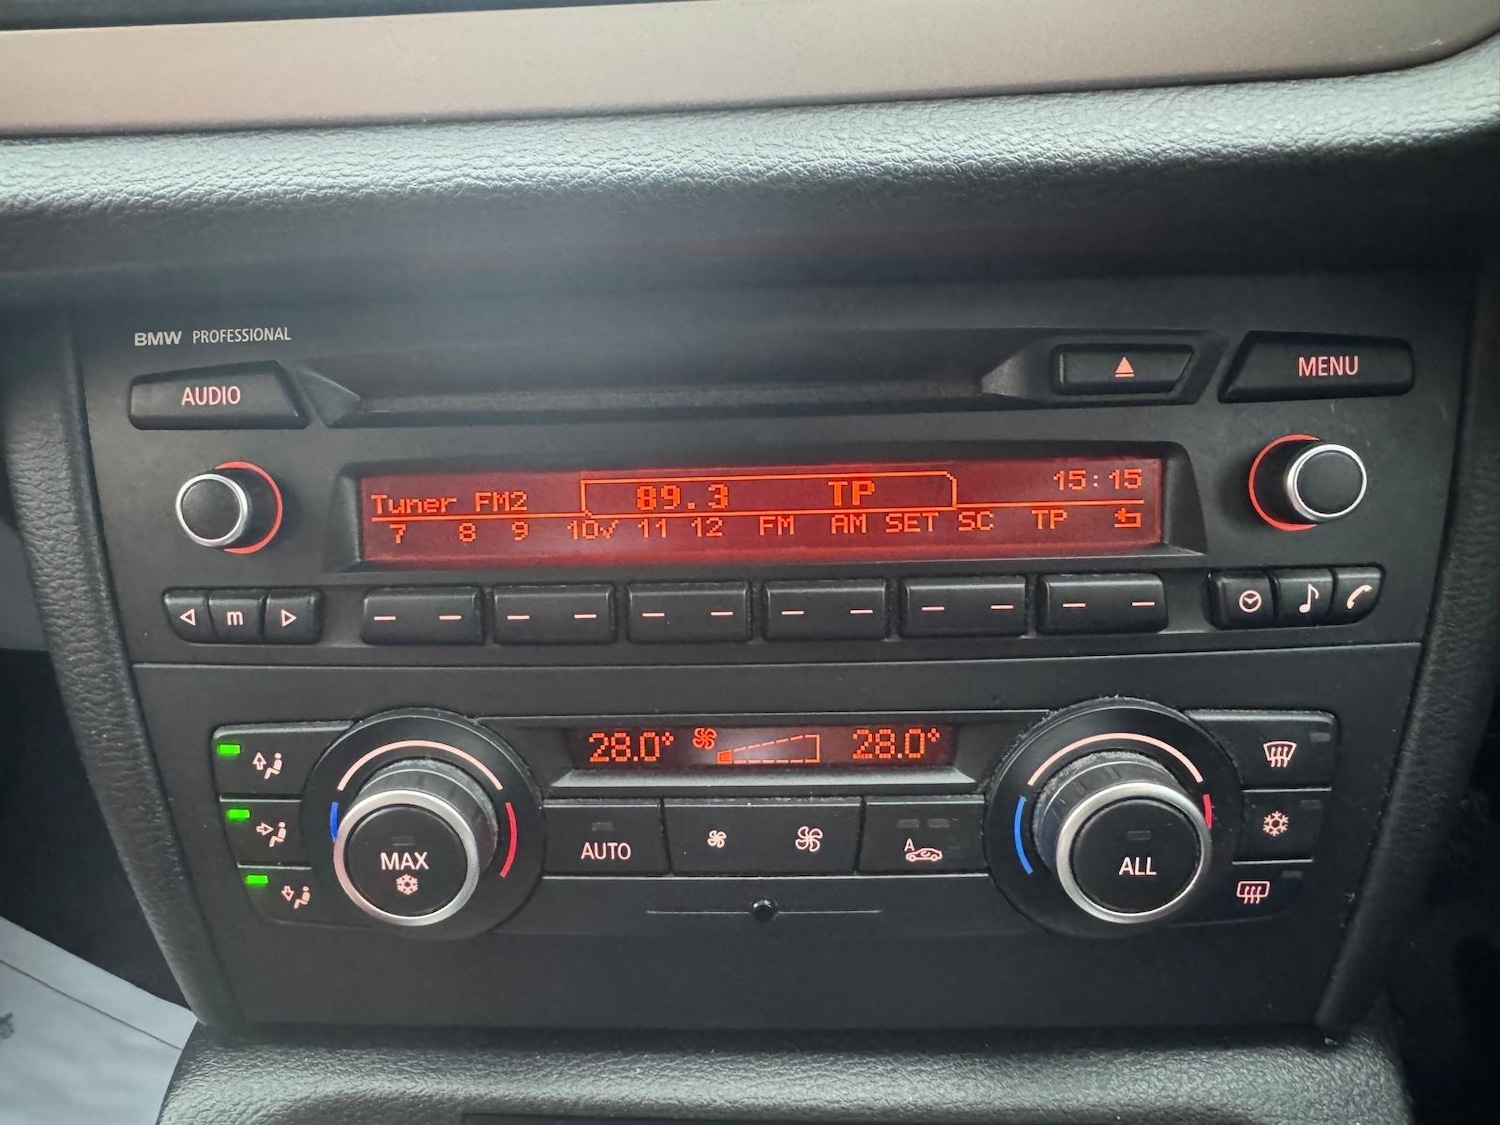 BMW PROFESSIONAL
AUDIO
MENU
Tuner FM2 89.3 TP 15:15
7 8 9 10√ 11 12 FM AM SET SC TP
m
28.0° 28.0°
MAX
AUTO
A
ALL